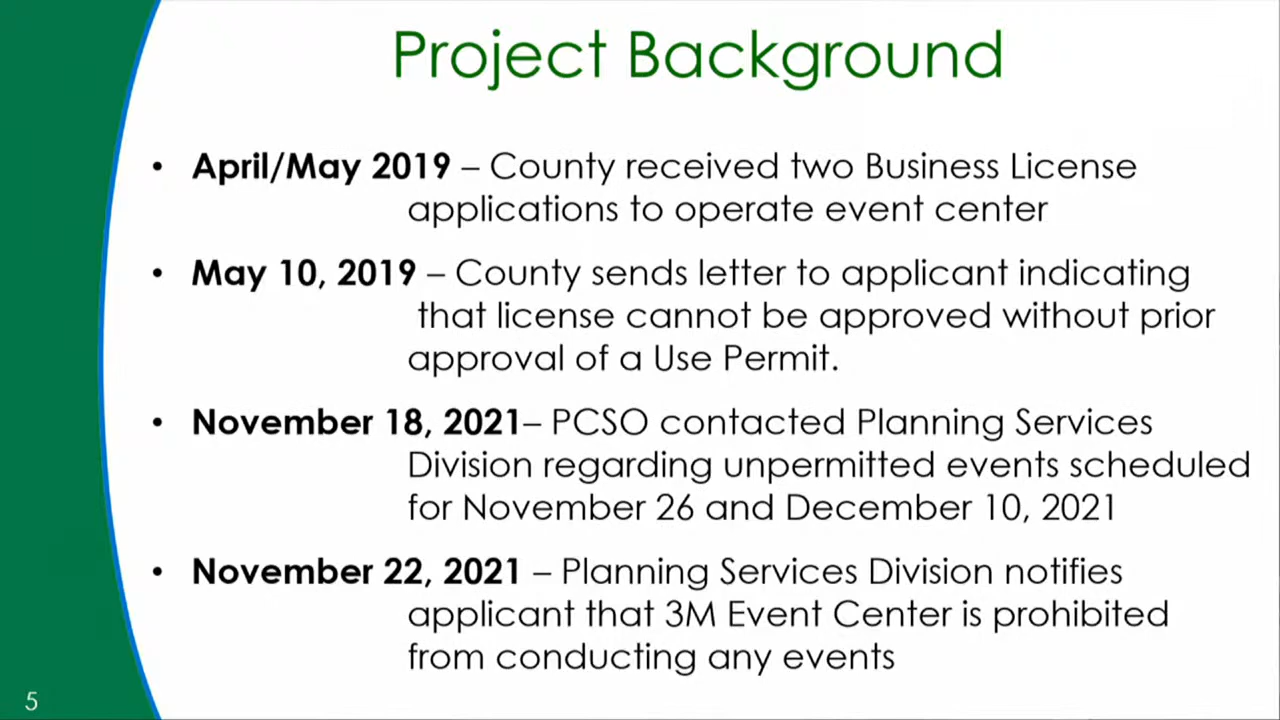 Project Background
• April/May 2019 – County received two Business License
applications to operate event center
• May 10, 2019 – County sends letter to applicant indicating
that license cannot be approved without prior
approval of a Use Permit.
• November 18, 2021– PCSO contacted Planning Services
Division regarding unpermitted events scheduled
for November 26 and December 10, 2021
• November 22, 2021 – Planning Services Division notifies
applicant that 3M Event Center is prohibited
from conducting any events
5